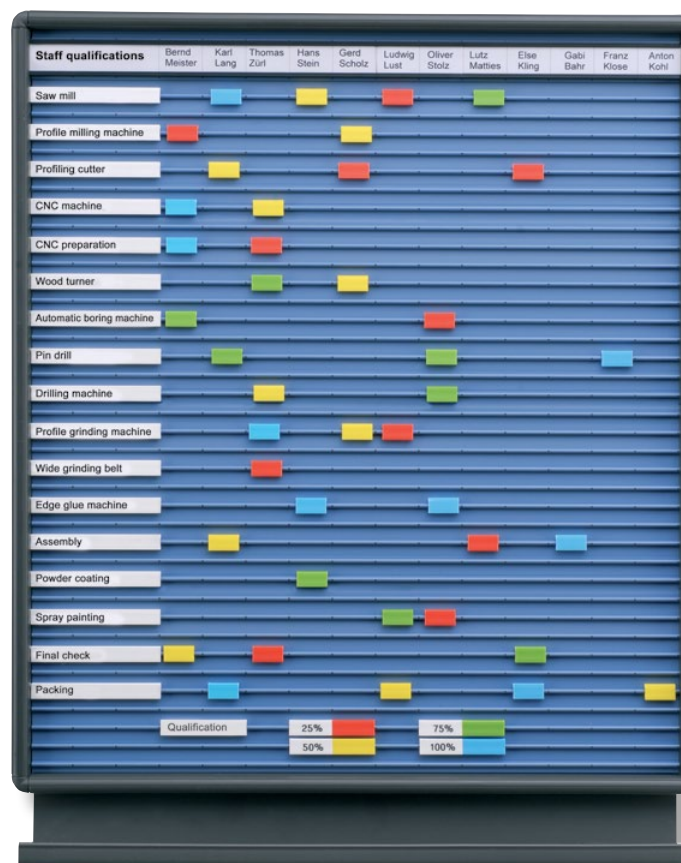 Staff qualifications
Bernd Meister
Karl Lang
Thomas Zürl
Hans Stein
Gerd Scholz
Ludwig Lust
Oliver Stolz
Lutz Matties
Else Kling
Gabi Bahr
Franz Klose
Anton Kohl
Saw mill
Profile milling machine
Profiling cutter
CNC machine
CNC preparation
Wood turner
Automatic boring machine
Pin drill
Drilling machine
Profile grinding machine
Wide grinding belt
Edge glue machine
Assembly
Powder coating
Spray painting
Final check
Packing
Qualification 25% 75%
50% 100%